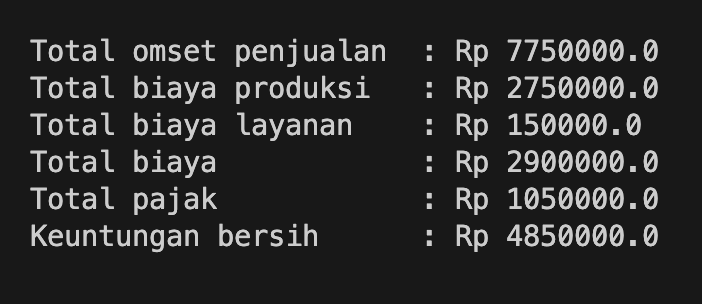 Total omset penjualan  : Rp 7750000.0
Total biaya produksi   : Rp 2750000.0
Total biaya layanan    : Rp 150000.0
Total biaya            : Rp 2900000.0
Total pajak            : Rp 1050000.0
Keuntungan bersih      : Rp 4850000.0